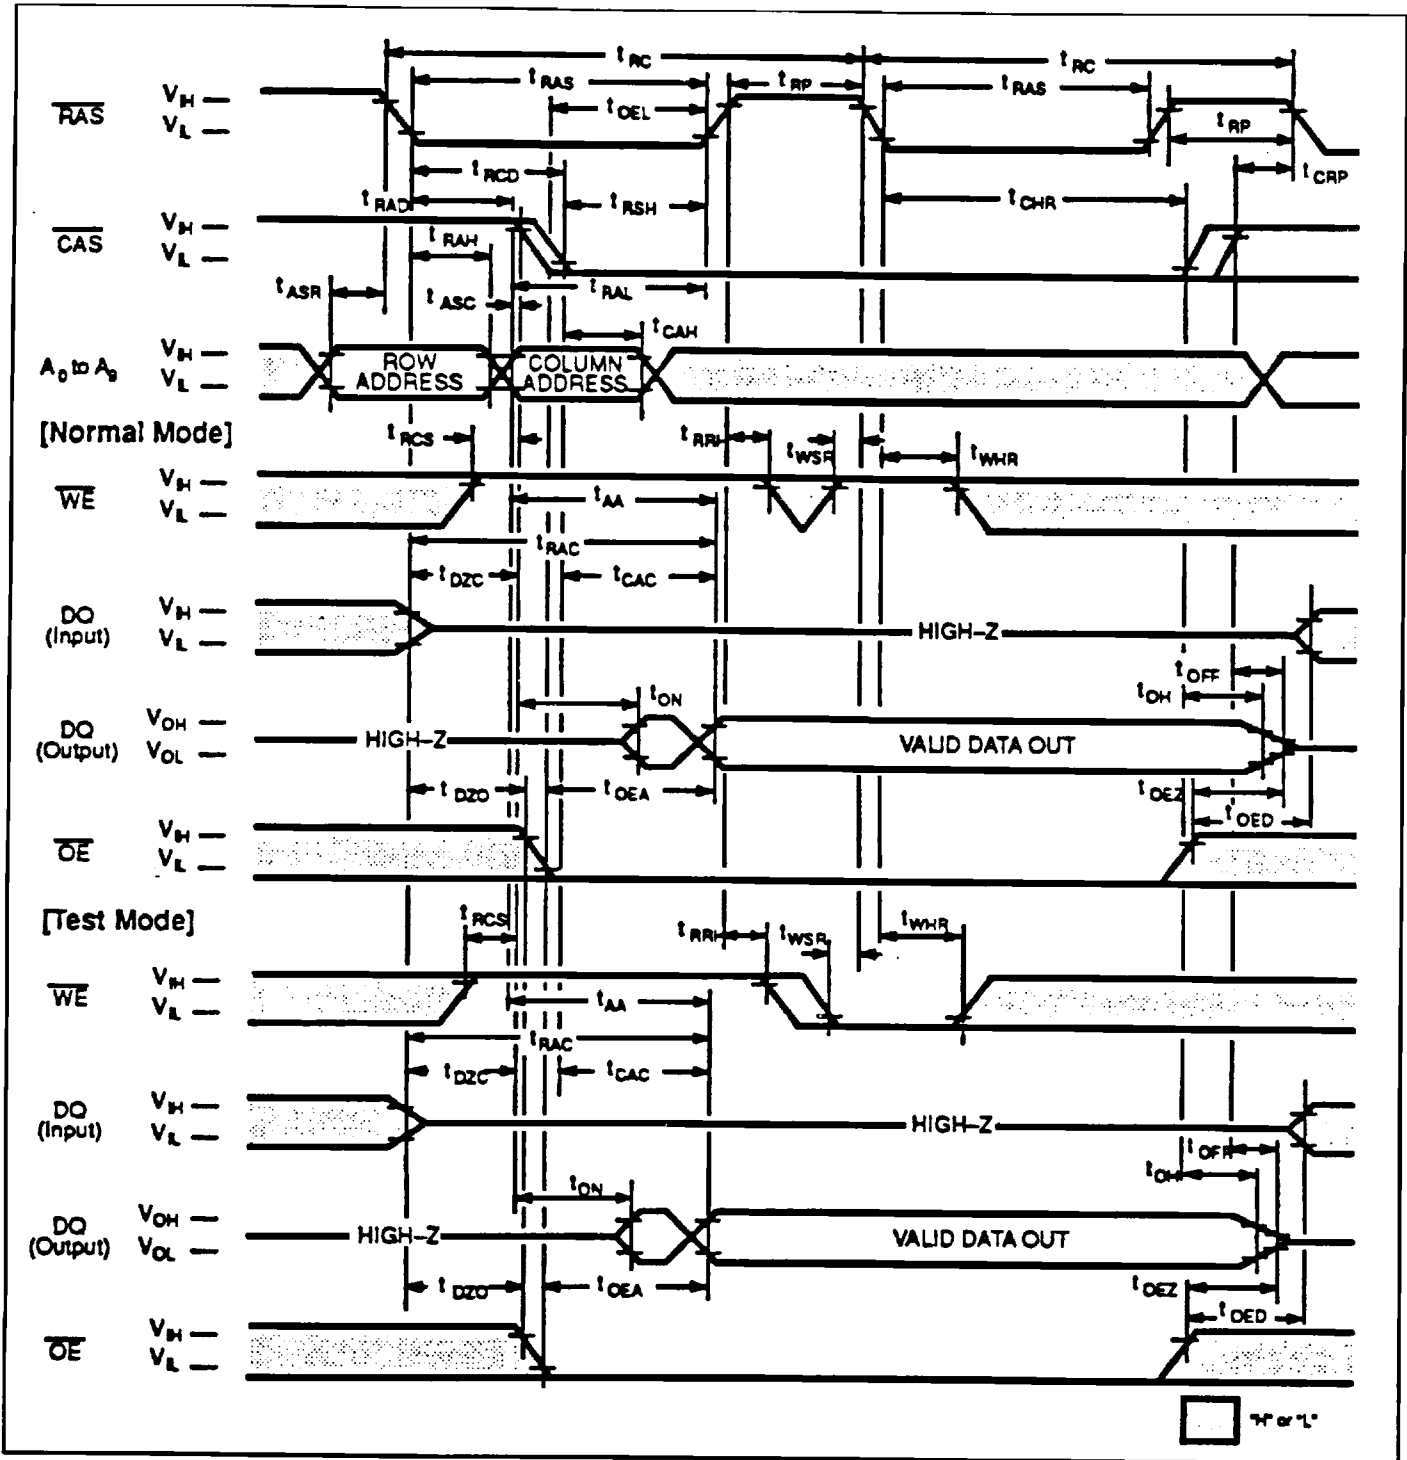 tRC tRC
tRAS tRP tRAS
tOEL
RAS VIH
VIL
tRP
tRCD tCRP
tRAD tRSH tCHR
CAS VIH
VIL
tRAH
tASR tASC tRAL
tCAH
A0 to A9 VIH
VIL
ROW ADDRESS
COLUMN ADDRESS
[Normal Mode]
tRCS tRRH tWSR tWHR
WE VIH
VIL
tAA
tRAC
tDZC tCAC
DQ (Input) VIH
VIL
HIGH–Z
tOFF
tON tOH
DQ (Output) VOH
VOL
HIGH–Z VALID DATA OUT
tDZO tOEA tOEZ
tOED
OE VIH
VIL
[Test Mode]
tRCS tRRH tWSR tWHR
WE VIH
VIL
tAA
tRAC
tDZC tCAC
DQ (Input) VIH
VIL
HIGH–Z
tOFF
tON tOH
DQ (Output) VOH
VOL
HIGH–Z VALID DATA OUT
tDZO tOEA tOEZ
tOED
OE VIH
VIL
"H" or "L"